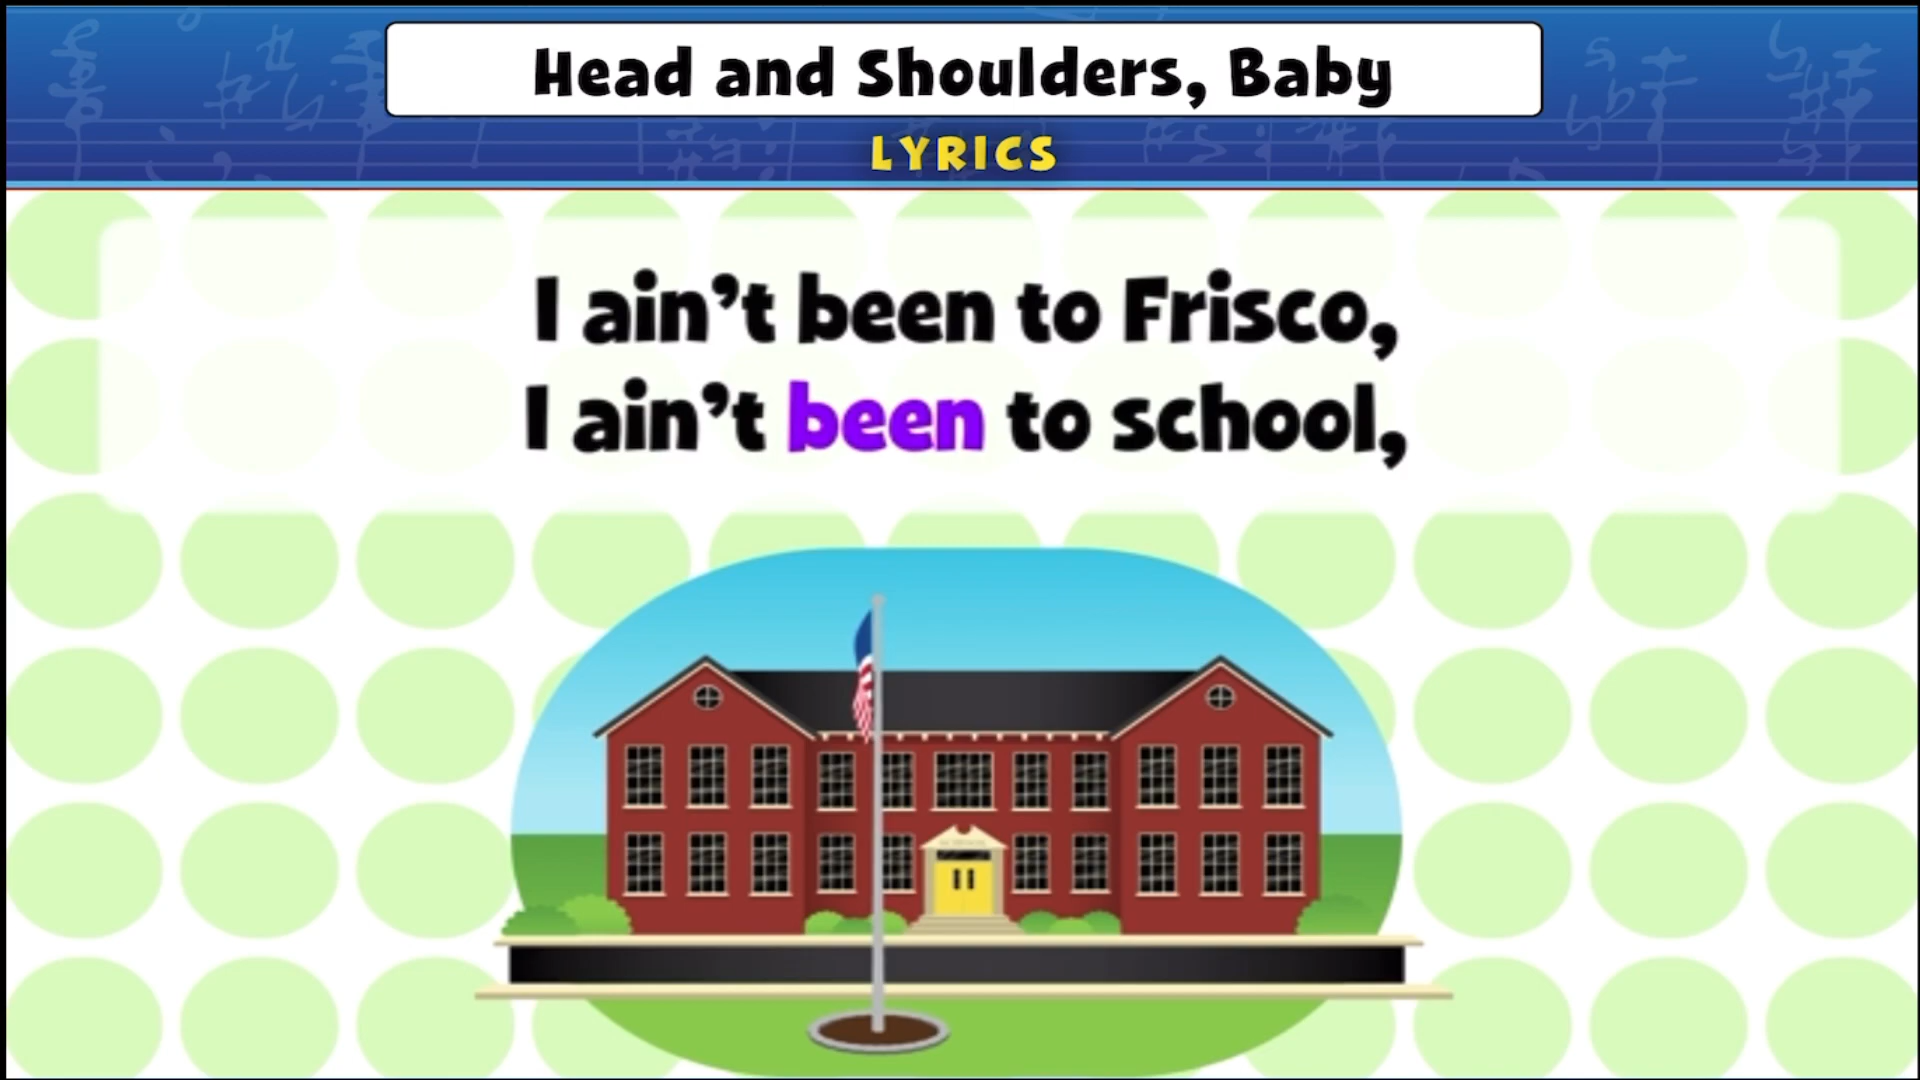 Head and Shoulders, Baby
LYRICS
I ain't been to Frisco,
I ain't been to school,